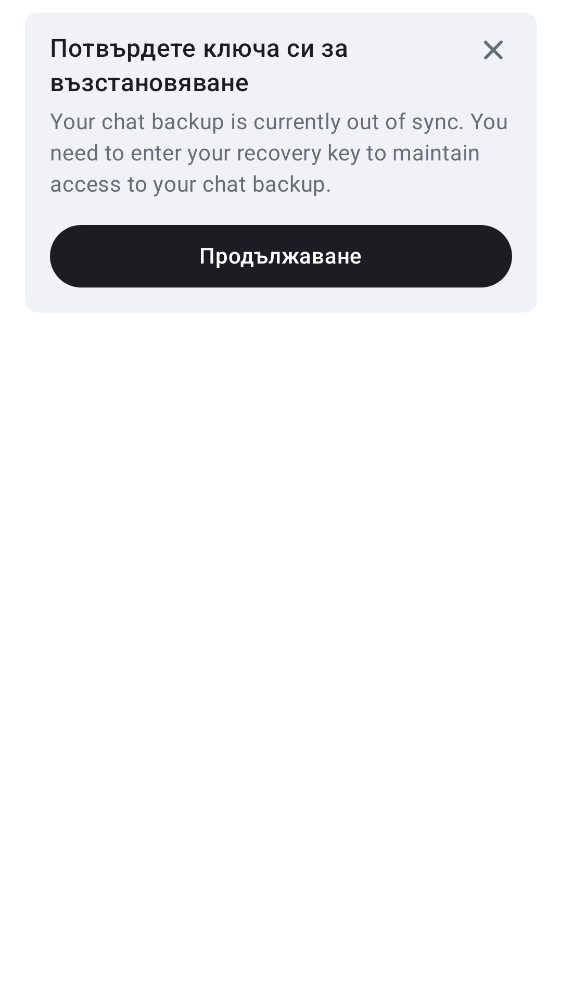 Потвърдете ключа си за
възстановяване
Your chat backup is currently out of sync. You
need to enter your recovery key to maintain
access to your chat backup.
Продължаване